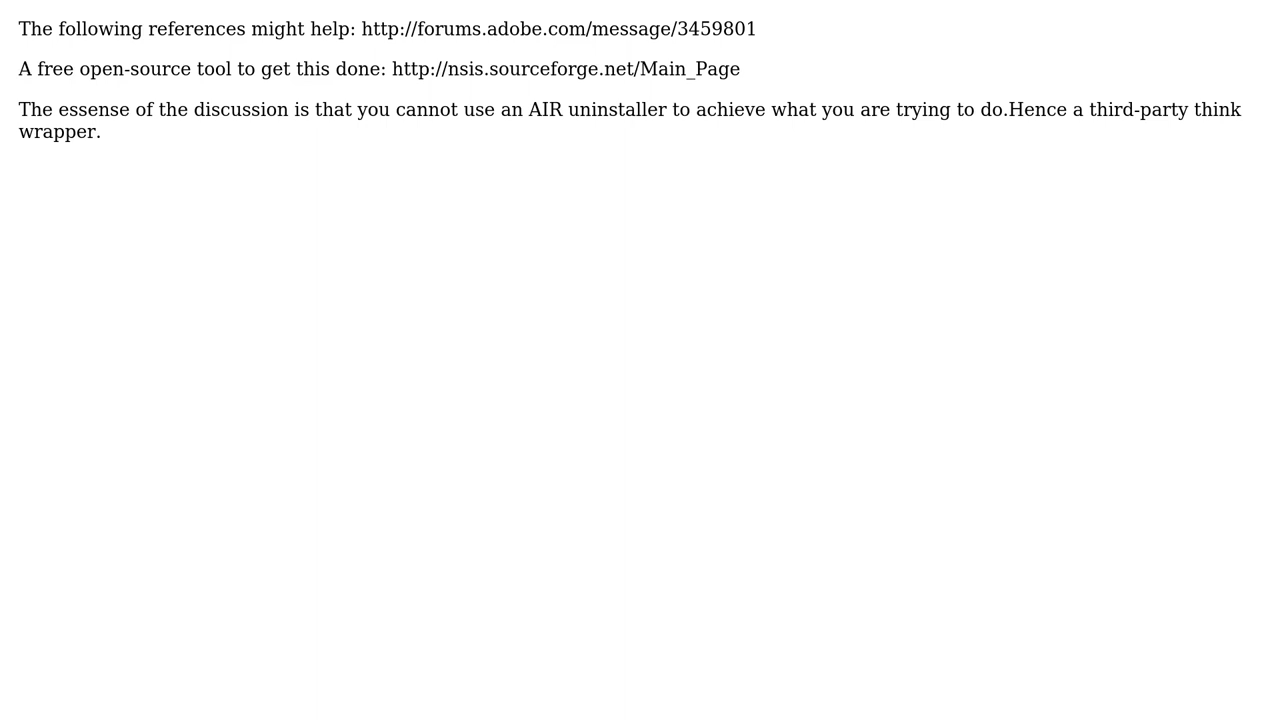 The following references might help: http://forums.adobe.com/message/3459801
A free open-source tool to get this done: http://nsis.sourceforge.net/Main_Page
The essense of the discussion is that you cannot use an AIR uninstaller to achieve what you are trying to do.Hence a third-party think
wrapper.